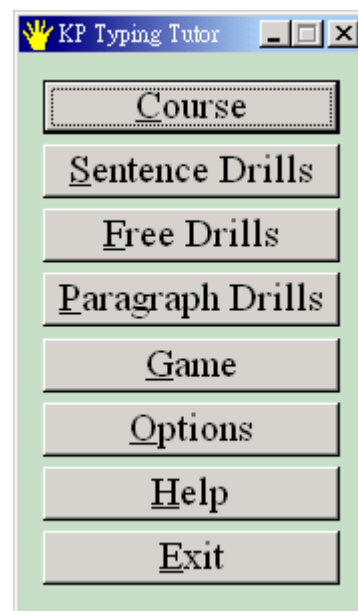 KP Typing Tutor
Course
Sentence Drills
Free Drills
Paragraph Drills
Game
Options
Help
Exit